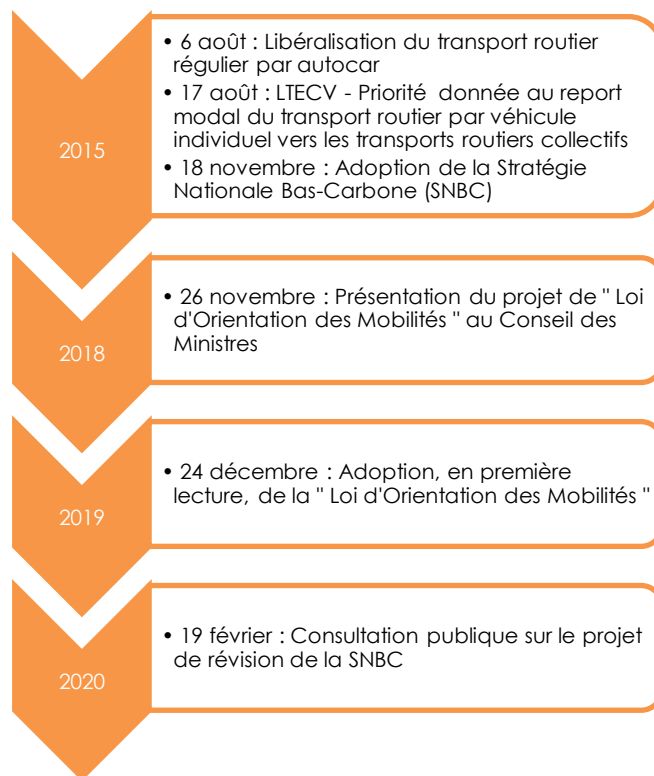 2015
• 6 août : Libéralisation du transport routier
régulier par autocar
• 17 août : LTECV - Priorité donnée au report
modal du transport routier par véhicule
individuel vers les transports routiers collectifs
• 18 novembre : Adoption de la Stratégie
Nationale Bas-Carbone (SNBC)
2018
• 26 novembre : Présentation du projet de " Loi
d'Orientation des Mobilités " au Conseil des
Ministres
2019
• 24 décembre : Adoption, en première
lecture, de la " Loi d'Orientation des Mobilités "
2020
• 19 février : Consultation publique sur le projet
de révision de la SNBC